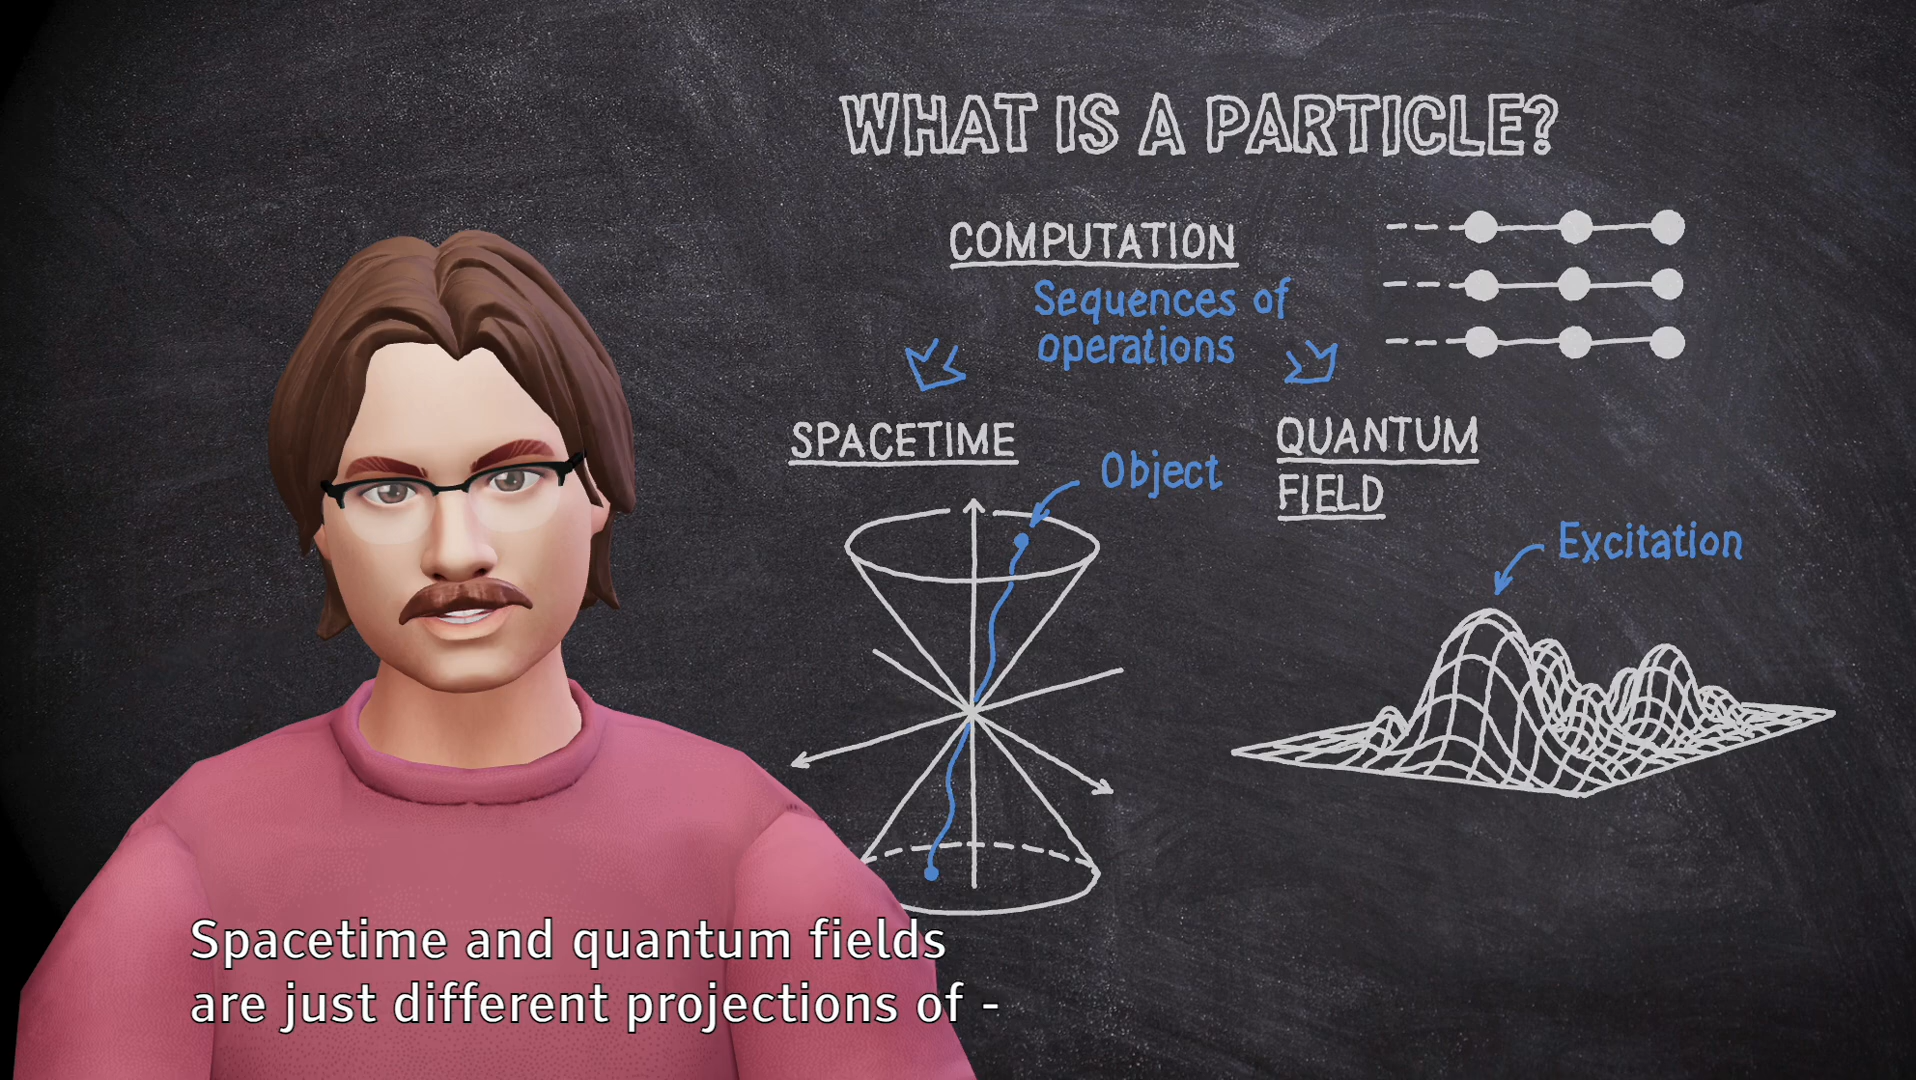 WHAT IS A PARTICLE?
COMPUTATION
Sequences of
operations
SPACETIME
Object
QUANTUM
FIELD
Excitation
Spacetime and quantum fields
are just different projections of -